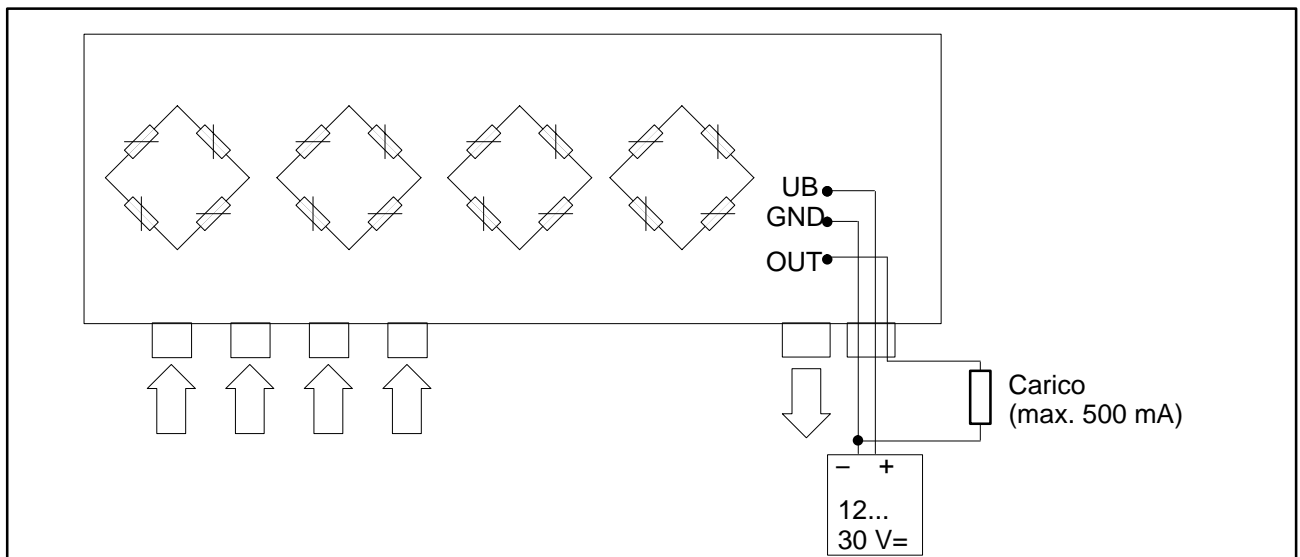 UB
GND
OUT
Carico
(max. 500 mA)
– +
12...
30 V=